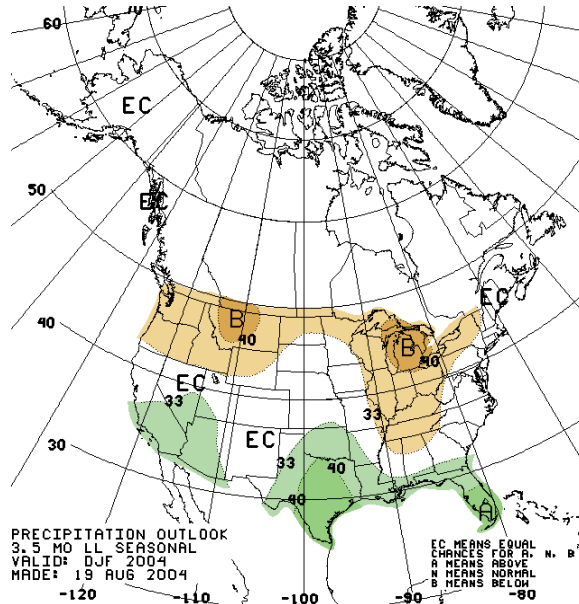 70
60
EC
50
EC
EC
40
B
40
B
40
EC
33
33
EC
30
33
40
40
A
PRECIPITATION OUTLOOK
3.5 MO LL SEASONAL
VALID: DJF 2004
MADE: 19 AUG 2004
EC MEANS EQUAL
CHANCES FOR A, N, B
A MEANS ABOVE
N MEANS NORMAL
B MEANS BELOW
-120
-110
-100
-90
-80